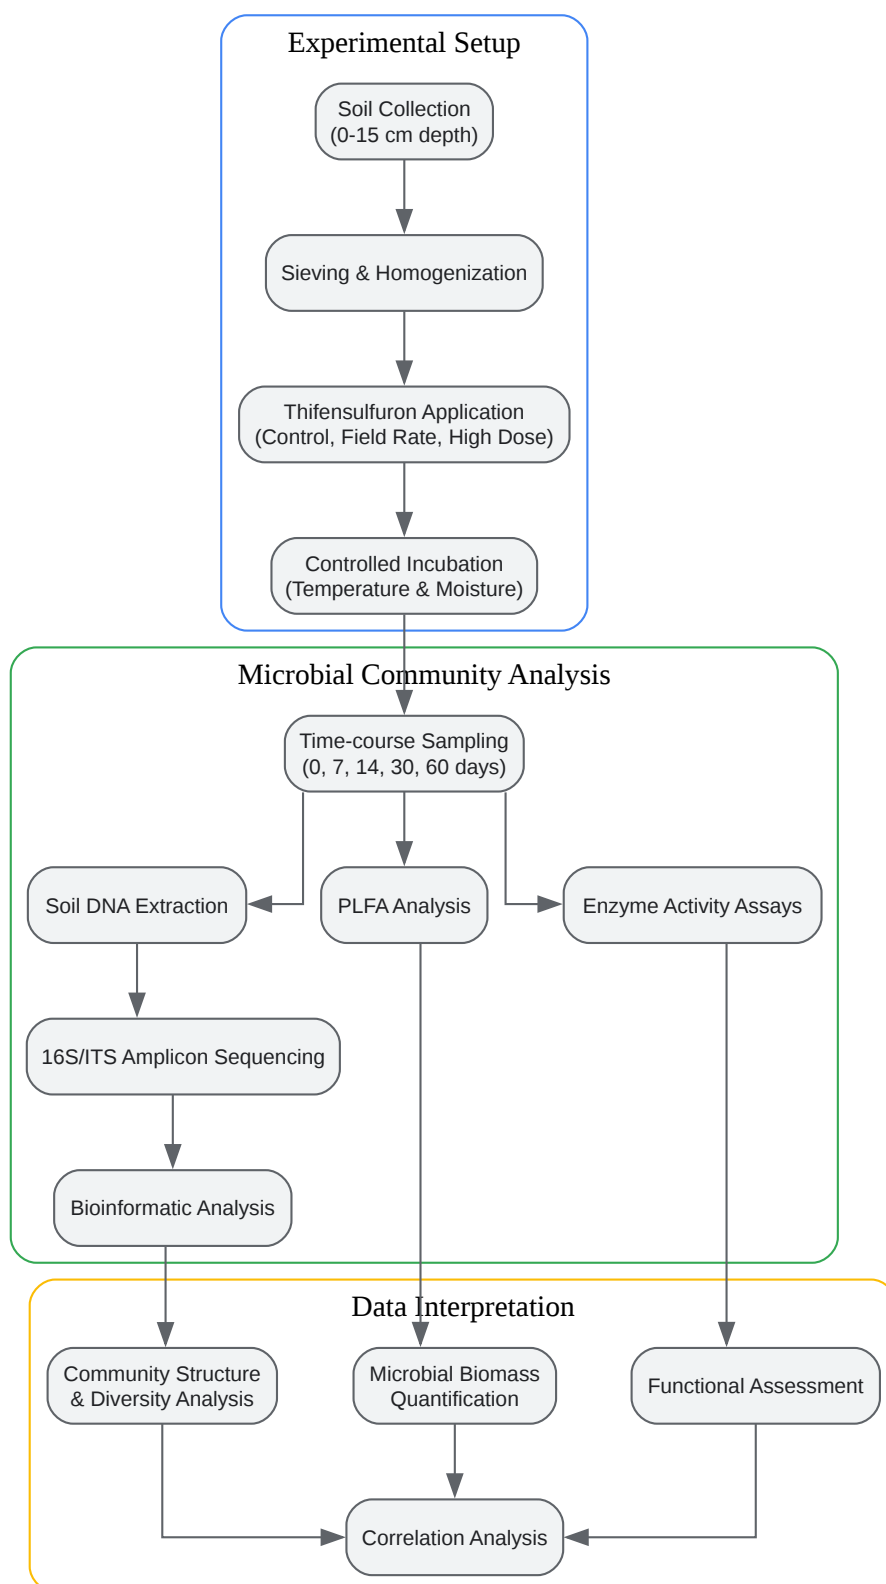 Experimental Setup
Soil Collection
(0-15 cm depth)
Sieving & Homogenization
Thifensulfuron Application
(Control, Field Rate, High Dose)
Controlled Incubation
(Temperature & Moisture)
Microbial Community Analysis
Time-course Sampling
(0, 7, 14, 30, 60 days)
Soil DNA Extraction
PLFA Analysis
Enzyme Activity Assays
16S/ITS Amplicon Sequencing
Bioinformatic Analysis
Data Interpretation
Community Structure
& Diversity Analysis
Microbial Biomass
Quantification
Functional Assessment
Correlation Analysis